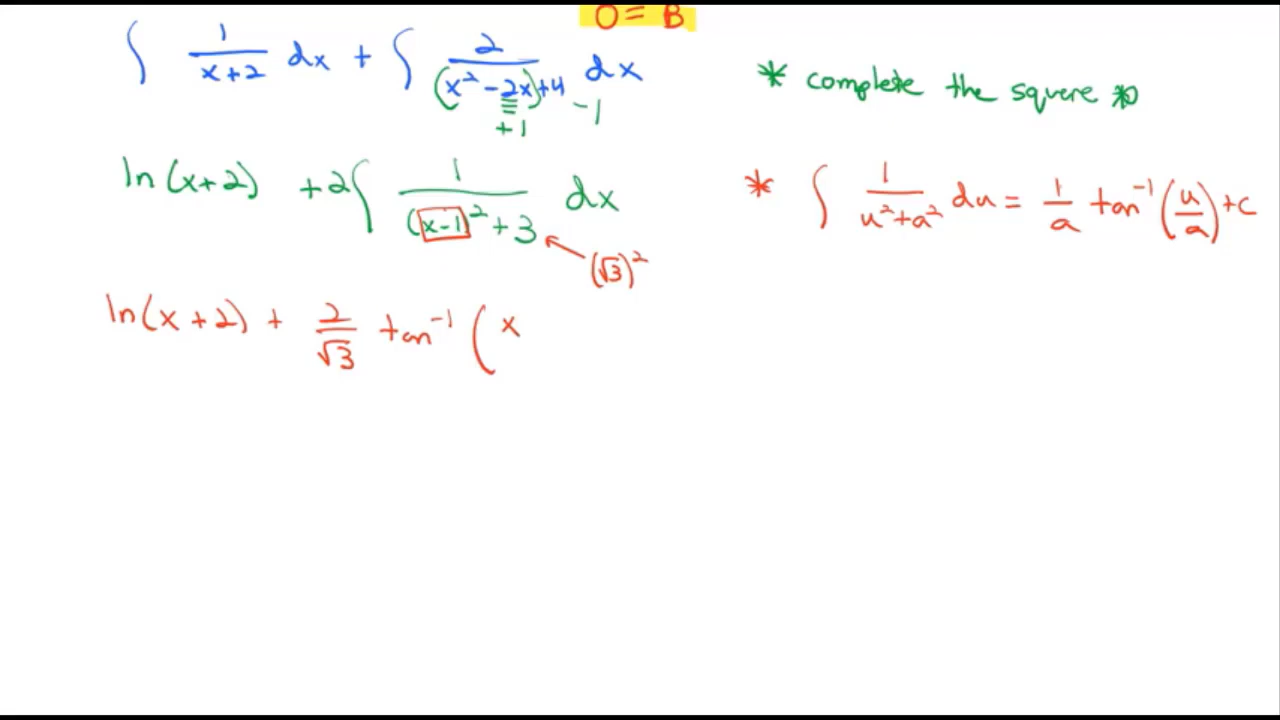 0 = B
∫ 1/(x+2) dx + ∫ 2/((x² - 2x)+4) dx
+1 -1
* complete the square *
ln(x+2) + 2∫ 1/((x-1)² + 3) dx
(√3)²
* ∫ 1/(u²+a²) du = 1/a tan⁻¹(u/a) + c
ln(x+2) + 2/√3 tan⁻¹( x